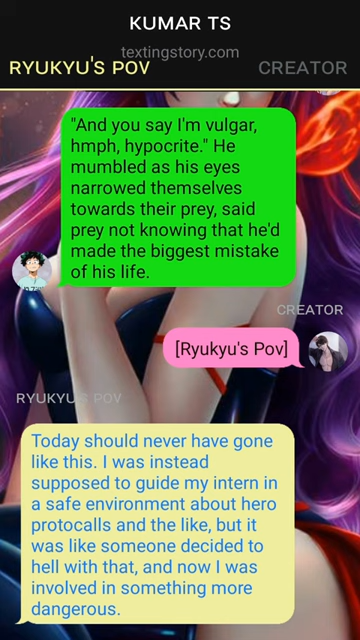 KUMAR TS
textingstory.com
RYUKYU'S POV
CREATOR
"And you say I'm vulgar,
hmph, hypocrite." He
mumbled as his eyes
narrowed themselves
towards their prey, said
prey not knowing that he'd
made the biggest mistake
of his life.
CREATOR
[Ryukyu's Pov]
RYUKYU'S POV
Today should never have gone
like this. I was instead
supposed to guide my intern in
a safe environment about hero
protocalls and the like, but it
was like someone decided to
hell with that, and now I was
involved in something more
dangerous.